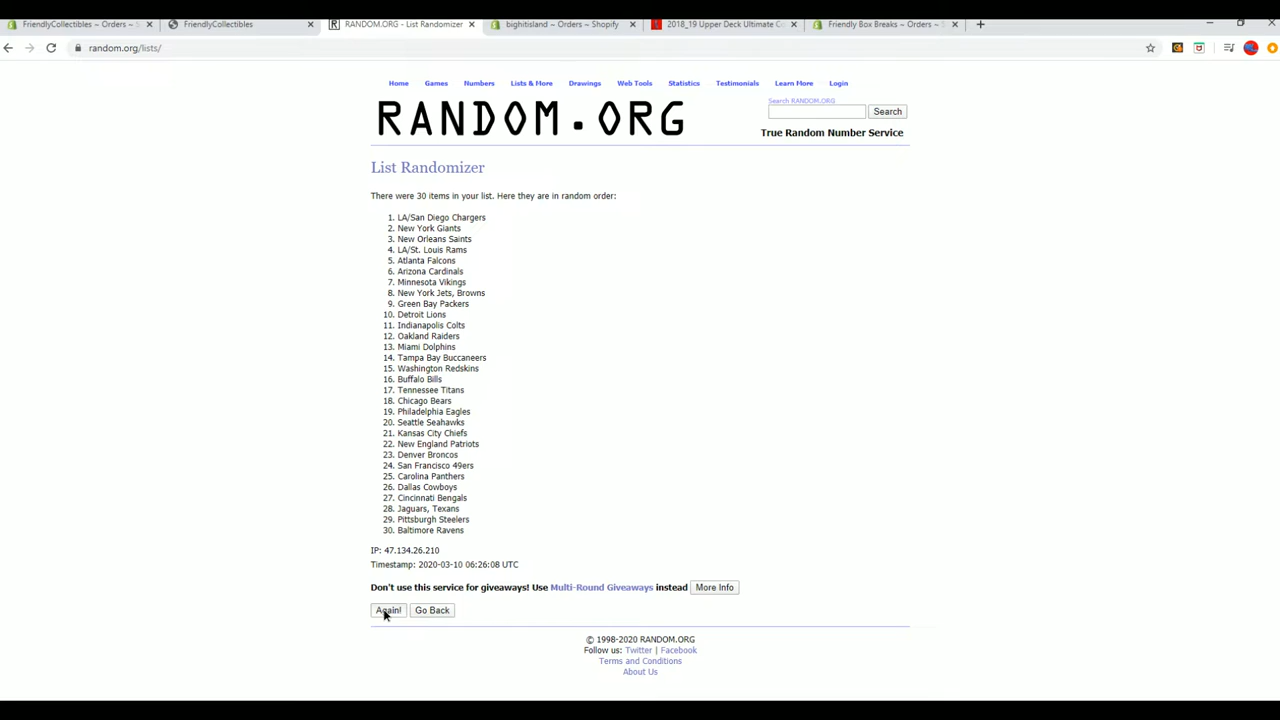 FriendlyCollectibles ~ Orders ~ S
FriendlyCollectibles
RANDOM.ORG - List Randomizer
bighitisland ~ Orders ~ Shopify
2018_19 Upper Deck Ultimate Co
Friendly Box Breaks ~ Orders ~ S
random.org/lists/
Home Games Numbers Lists & More Drawings Web Tools Statistics Testimonials Learn More Login
RANDOM.ORG
Search RANDOM.ORG
Search
True Random Number Service
List Randomizer
There were 30 items in your list. Here they are in random order:
1. LA/San Diego Chargers
2. New York Giants
3. New Orleans Saints
4. LA/St. Louis Rams
5. Atlanta Falcons
6. Arizona Cardinals
7. Minnesota Vikings
8. New York Jets, Browns
9. Green Bay Packers
10. Detroit Lions
11. Indianapolis Colts
12. Oakland Raiders
13. Miami Dolphins
14. Tampa Bay Buccaneers
15. Washington Redskins
16. Buffalo Bills
17. Tennessee Titans
18. Chicago Bears
19. Philadelphia Eagles
20. Seattle Seahawks
21. Kansas City Chiefs
22. New England Patriots
23. Denver Broncos
24. San Francisco 49ers
25. Carolina Panthers
26. Dallas Cowboys
27. Cincinnati Bengals
28. Jaguars, Texans
29. Pittsburgh Steelers
30. Baltimore Ravens
IP: 47.134.26.210
Timestamp: 2020-03-10 06:26:08 UTC
Don't use this service for giveaways! Use Multi-Round Giveaways instead More Info
Again! Go Back
© 1998-2020 RANDOM.ORG
Follow us: Twitter | Facebook
Terms and Conditions
About Us